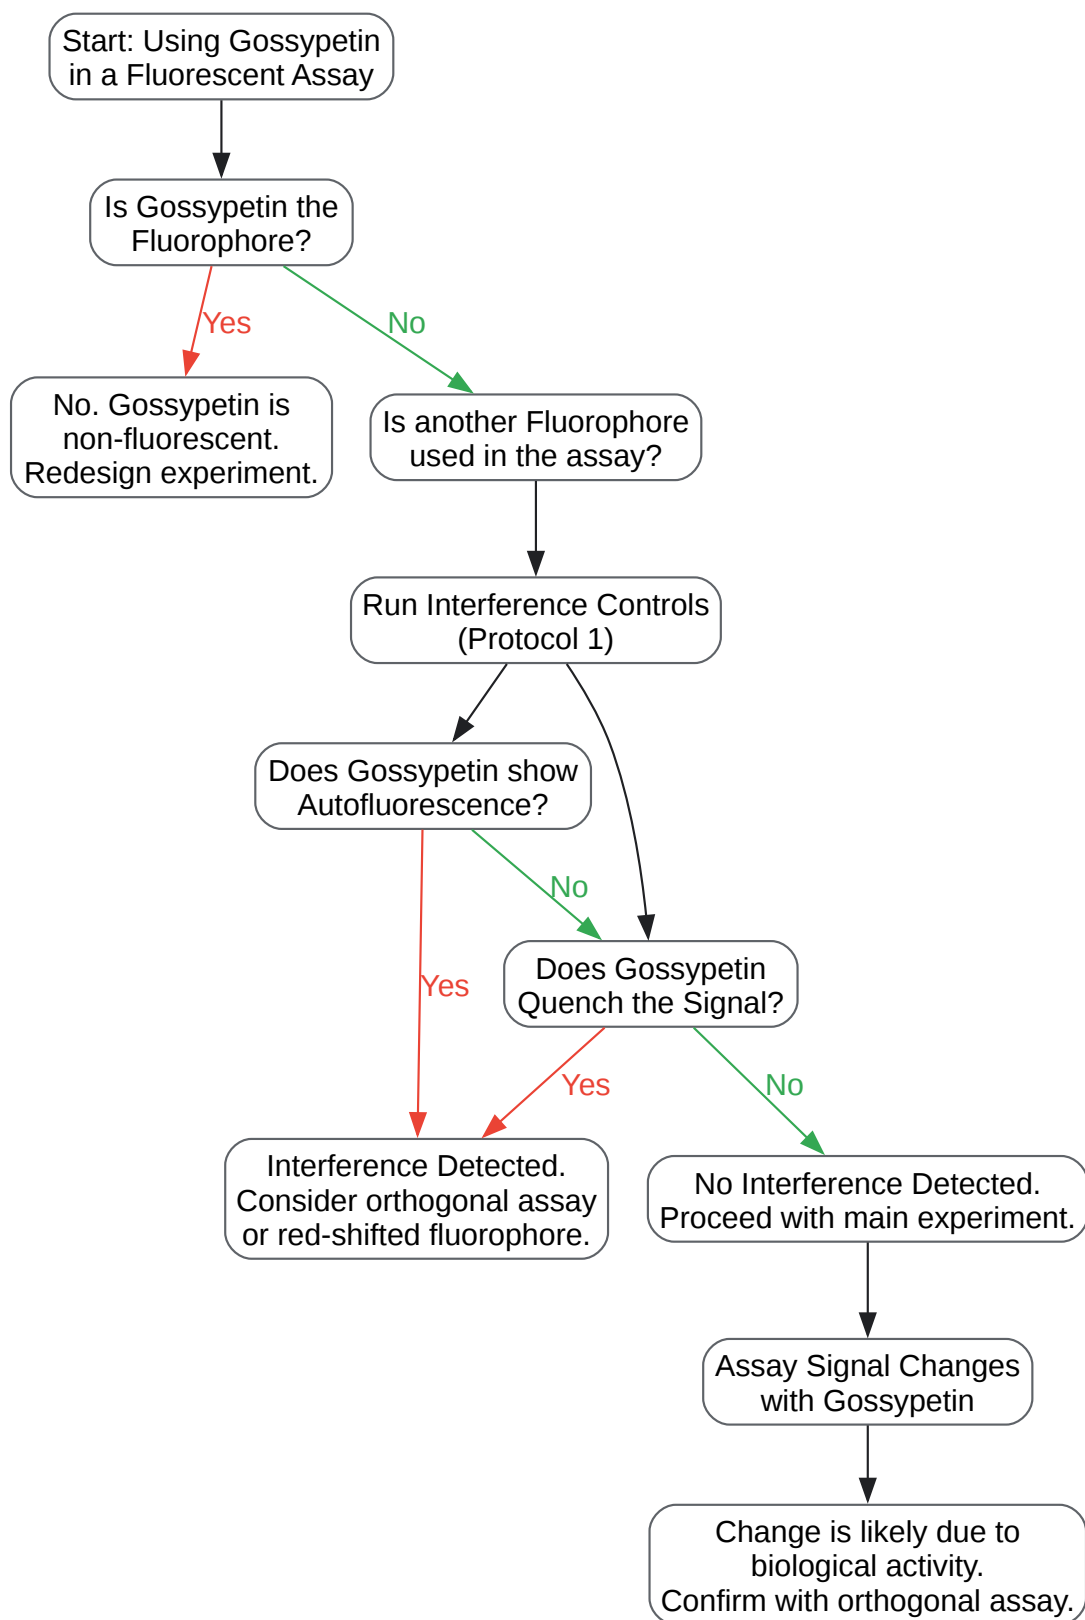 Start: Using Gossypetin
in a Fluorescent Assay
Is Gossypetin the
Fluorophore?
Yes
No
No. Gossypetin is
non-fluorescent.
Redesign experiment.
Is another Fluorophore
used in the assay?
Run Interference Controls
(Protocol 1)
Does Gossypetin show
Autofluorescence?
No
Yes
Does Gossypetin
Quench the Signal?
Yes
No
Interference Detected.
Consider orthogonal assay
or red-shifted fluorophore.
No Interference Detected.
Proceed with main experiment.
Assay Signal Changes
with Gossypetin
Change is likely due to
biological activity.
Confirm with orthogonal assay.